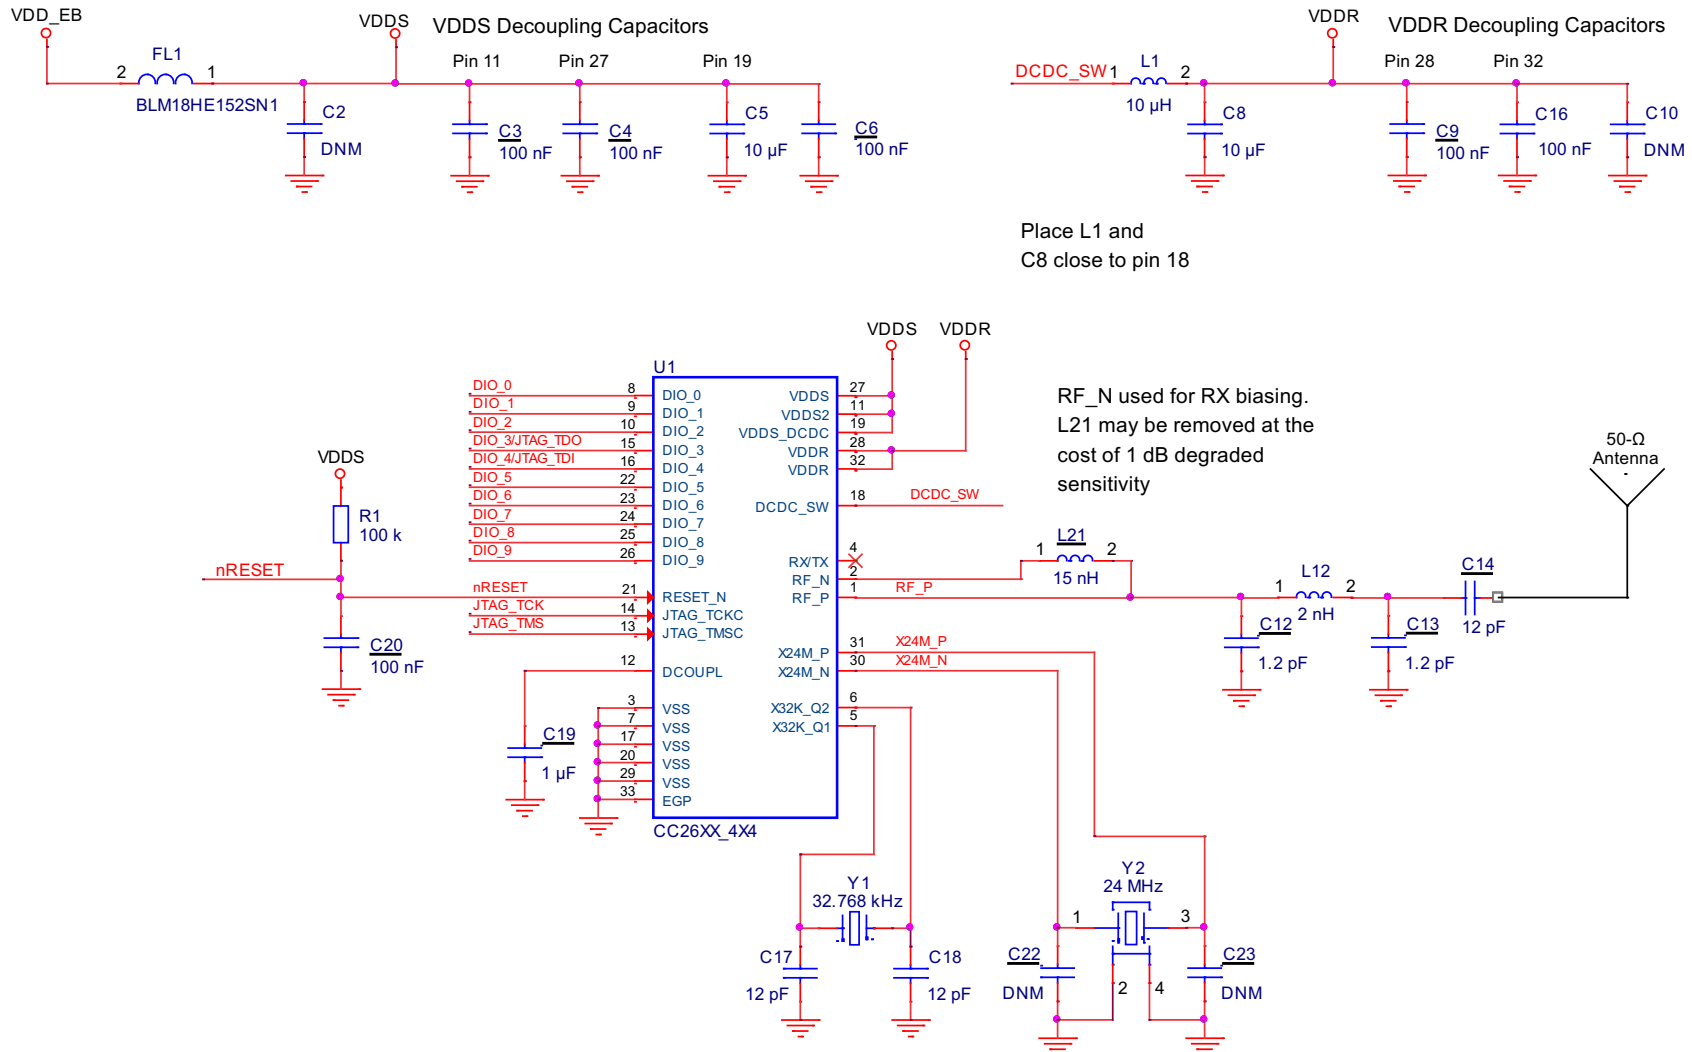 VDD_EB
VDDS
VDDS Decoupling Capacitors
VDDR
VDDR Decoupling Capacitors
FL1
2
1
BLM18HE152SN1
Pin 11
Pin 27
Pin 19
C2
DNM
C3
100 nF
C4
100 nF
C5
10 µF
C6
100 nF
DCDC_SW
1
L1
2
10 µH
Pin 28
Pin 32
C8
10 µF
C9
100 nF
C16
100 nF
C10
DNM
Place L1 and
C8 close to pin 18
VDDS
VDDR
U1
DIO_0
8
DIO_0
DIO_1
9
DIO_1
DIO_2
10
DIO_2
DIO_3/JTAG_TDO
15
DIO_3
DIO_4/JTAG_TDI
16
DIO_4
DIO_5
22
DIO_5
DIO_6
23
DIO_6
DIO_7
24
DIO_7
DIO_8
25
DIO_8
DIO_9
26
DIO_9
nRESET
21
RESET_N
JTAG_TCK
14
JTAG_TCKC
JTAG_TMS
13
JTAG_TMSC
12
DCOUPL
3
VSS
7
VSS
17
VSS
20
VSS
29
VSS
33
EGP
CC26XX_4X4
VDDS
27
VDDS2
11
VDDS_DCDC
19
VDDR
28
VDDR
32
DCDC_SW
18
DCDC_SW
RX/TX
4
RF_N
2
RF_P
1
RF_P
X24M_P
31
X24M_P
X24M_N
30
X24M_N
X32K_Q2
6
X32K_Q1
5
VDDS
R1
100 k
nRESET
C20
100 nF
C19
1 µF
RF_N used for RX biasing.
L21 may be removed at the
cost of 1 dB degraded
sensitivity
50-Ω
Antenna
1
L21
2
15 nH
1
L12
2
2 nH
C14
12 pF
C12
1.2 pF
C13
1.2 pF
Y1
32.768 kHz
C17
12 pF
C18
12 pF
Y2
24 MHz
1
3
2
4
C22
DNM
C23
DNM